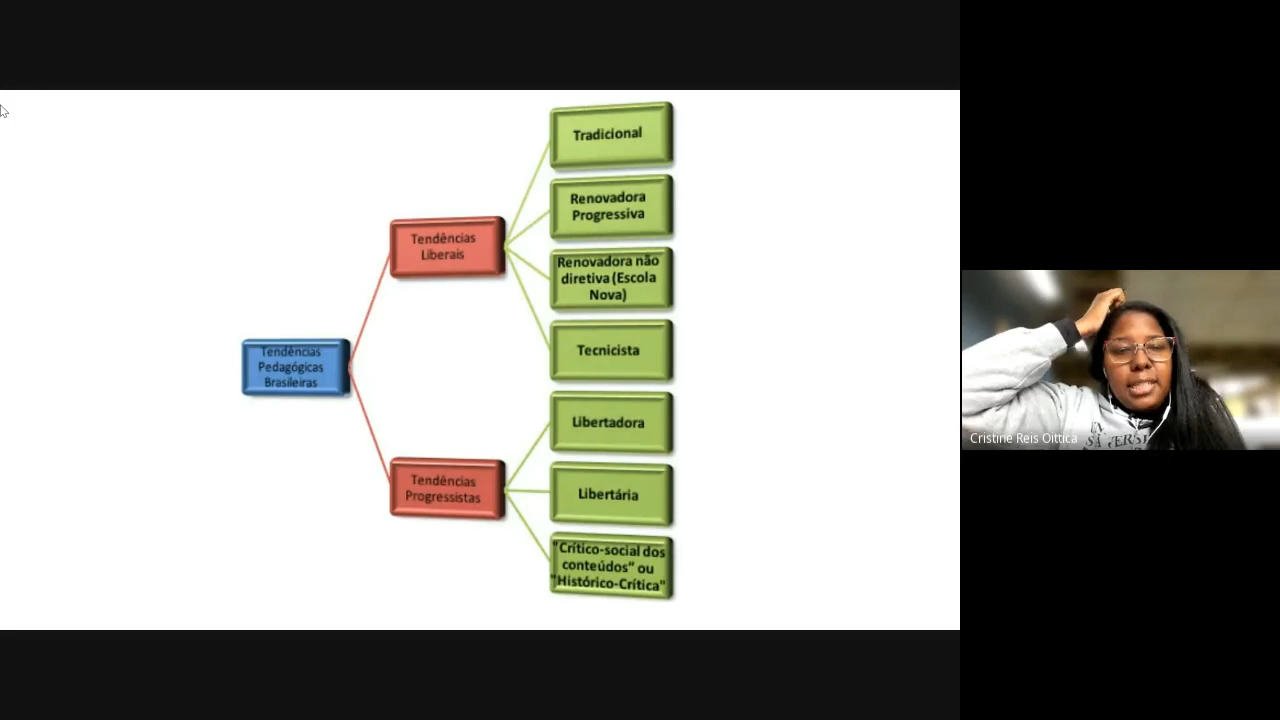 Tradicional
Renovadora
Progressiva
Tendências
Liberais
Renovadora não
diretiva (Escola
Nova)
Tecnicista
Tendências
Pedagógicas
Brasileiras
Libertadora
Tendências
Progressistas
Libertária
"Crítico-social dos
conteúdos" ou
"Histórico-Crítica"
Cristine Reis Oittica